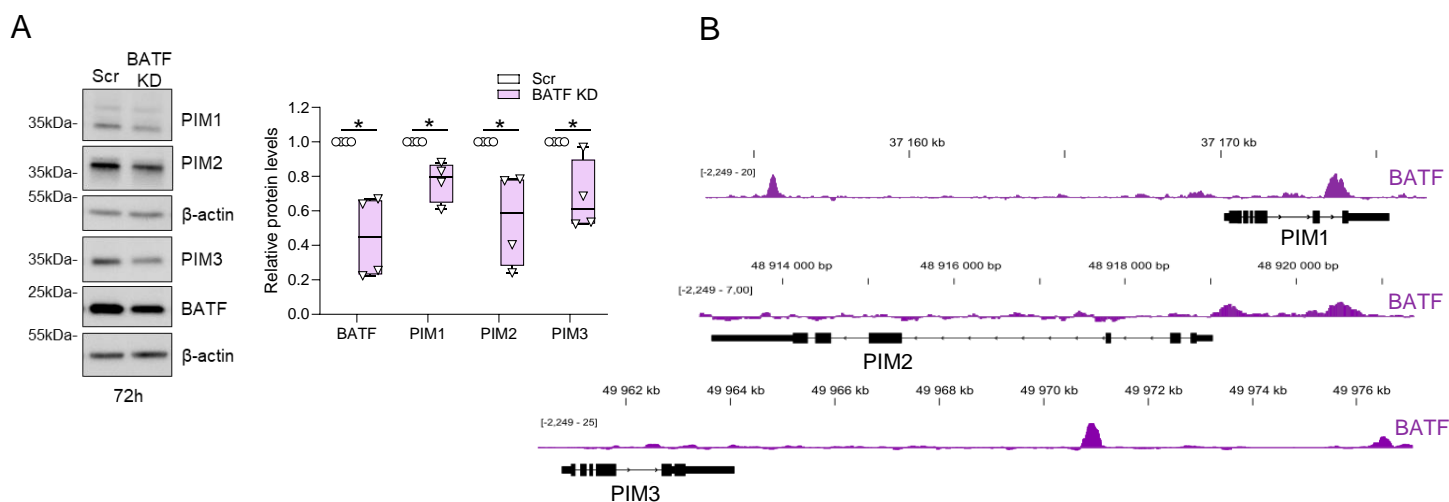 A
B
Scr
BATF
KD
35kDa-
PIM1
35kDa-
PIM2
55kDa-
β-actin
35kDa-
PIM3
25kDa-
BATF
55kDa-
β-actin
72h
Scr
BATF KD
Relative protein levels
1.2
1.0
0.8
0.6
0.4
0.2
0.0
* * * *
BATF PIM1 PIM2 PIM3
37 160 kb 37 170 kb
[-2,249 - 20]
BATF
PIM1
48 914 000 bp 48 916 000 bp 48 918 000 bp 48 920 000 bp
[-2,249 - 7,00]
BATF
PIM2
49 962 kb 49 964 kb 49 966 kb 49 968 kb 49 970 kb 49 972 kb 49 974 kb 49 976 kb
[-2,249 - 25]
BATF
PIM3